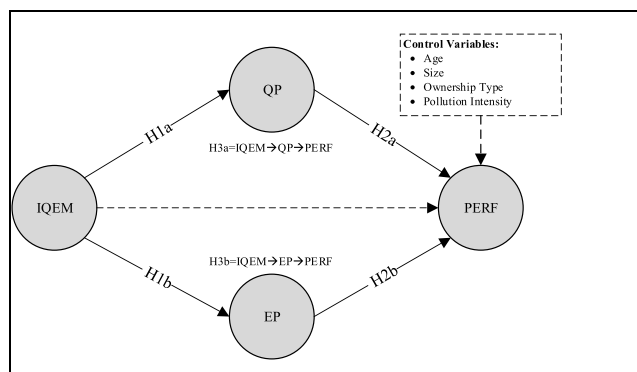 Control Variables:
• Age
• Size
• Ownership Type
• Pollution Intensity
QP
H1a
H2a
H3a=IQEM→QP→PERF
IQEM
PERF
H3b=IQEM→EP→PERF
H1b
H2b
EP